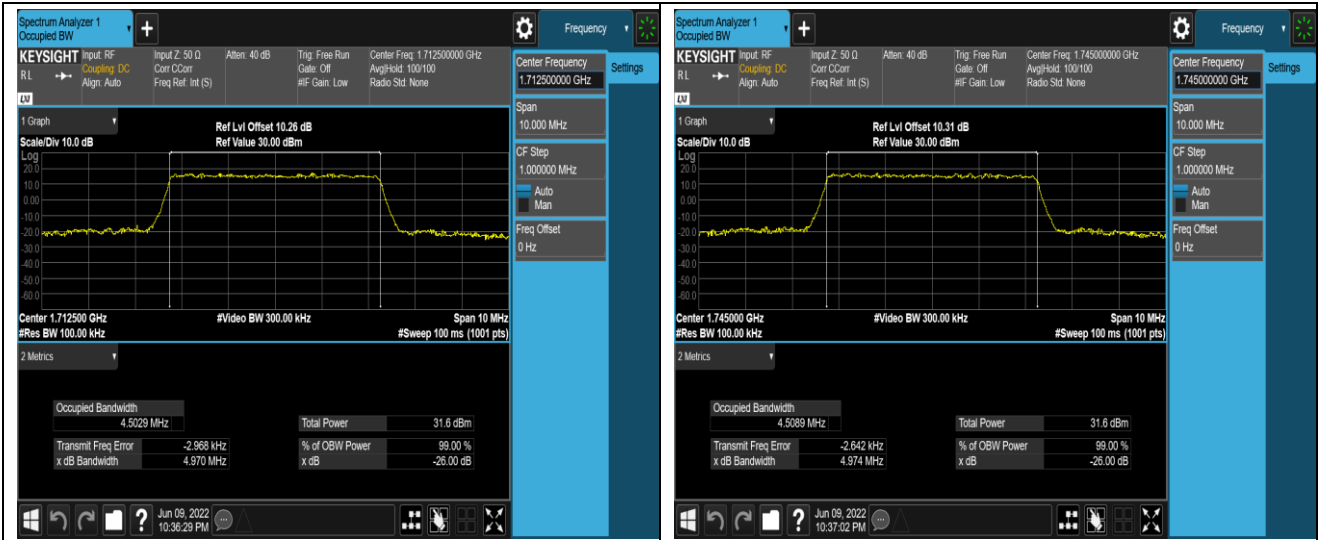 Spectrum Analyzer 1
Occupied BW
+
Frequency
KEYSIGHT Input: RF Input Z: 50 Ω Atten: 40 dB Trig: Free Run Center Freq: 1.712500000 GHz
RL Coupling: DC Corr CCorr Gate: Off Avg|Hold: 100/100
Align: Auto Freq Ref: Int (S) #IF Gain: Low Radio Std: None
LXI
Center Frequency
1.712500000 GHz
Settings
Span
10.000 MHz
CF Step
1.000000 MHz
Auto
Man
Freq Offset
0 Hz
1 Graph
Ref Lvl Offset 10.26 dB
Scale/Div 10.0 dB Ref Value 30.00 dBm
Log
20.0
10.0
0.00
-10.0
-20.0
-30.0
-40.0
-50.0
-60.0
Center 1.712500 GHz #Video BW 300.00 kHz Span 10 MHz
#Res BW 100.00 kHz #Sweep 100 ms (1001 pts)
2 Metrics
Occupied Bandwidth
4.5029 MHz Total Power 31.6 dBm
Transmit Freq Error -2.968 kHz % of OBW Power 99.00 %
x dB Bandwidth 4.970 MHz x dB -26.00 dB
?
Jun 09, 2022
10:36:29 PM
Spectrum Analyzer 1
Occupied BW
+
Frequency
KEYSIGHT Input: RF Input Z: 50 Ω Atten: 40 dB Trig: Free Run Center Freq: 1.745000000 GHz
RL Coupling: DC Corr CCorr Gate: Off Avg|Hold: 100/100
Align: Auto Freq Ref: Int (S) #IF Gain: Low Radio Std: None
LXI
Center Frequency
1.745000000 GHz
Settings
Span
10.000 MHz
CF Step
1.000000 MHz
Auto
Man
Freq Offset
0 Hz
1 Graph
Ref Lvl Offset 10.31 dB
Scale/Div 10.0 dB Ref Value 30.00 dBm
Log
20.0
10.0
0.00
-10.0
-20.0
-30.0
-40.0
-50.0
-60.0
Center 1.745000 GHz #Video BW 300.00 kHz Span 10 MHz
#Res BW 100.00 kHz #Sweep 100 ms (1001 pts)
2 Metrics
Occupied Bandwidth
4.5089 MHz Total Power 31.6 dBm
Transmit Freq Error -2.642 kHz % of OBW Power 99.00 %
x dB Bandwidth 4.974 MHz x dB -26.00 dB
?
Jun 09, 2022
10:37:02 PM